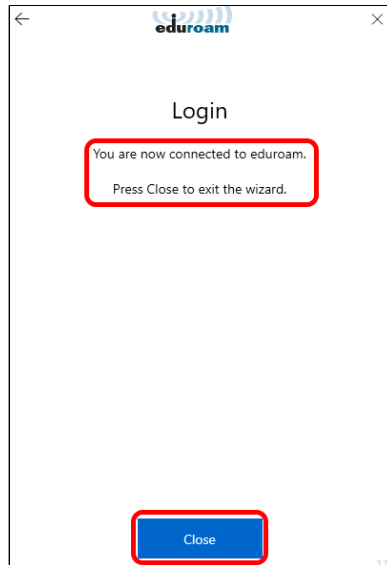 eduroam
Login
You are now connected to eduroam.
Press Close to exit the wizard.
Close